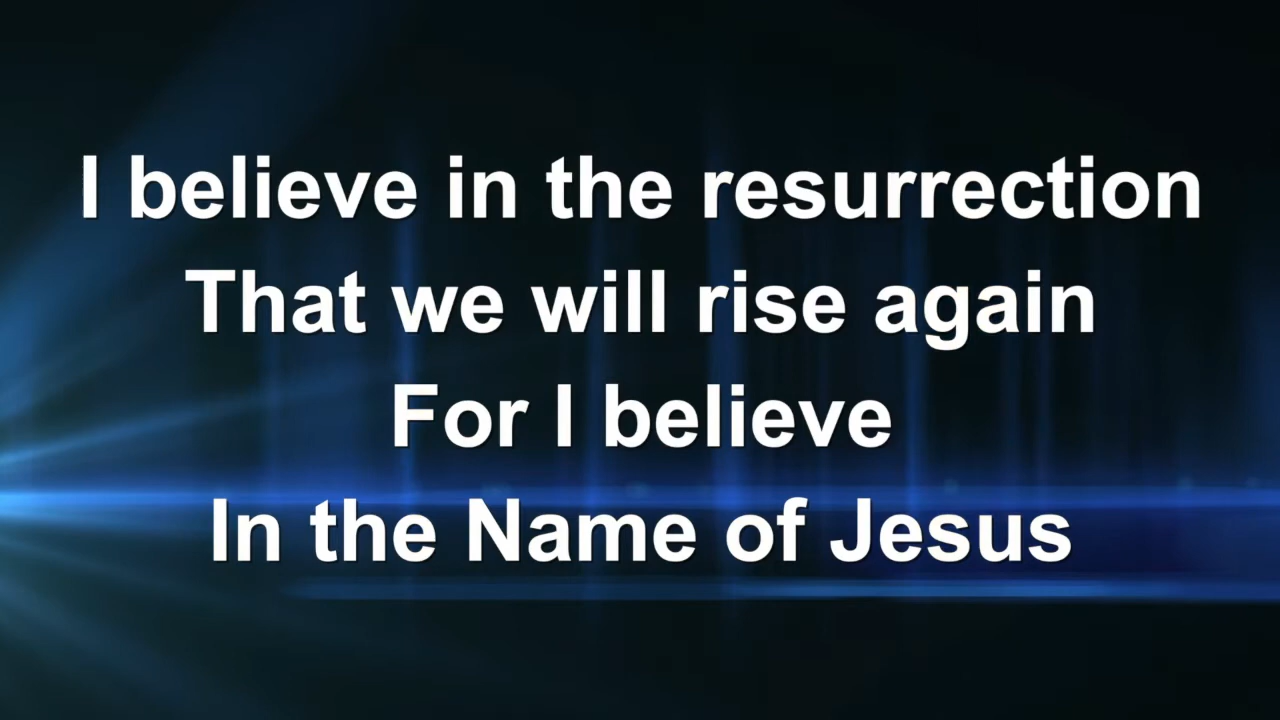 I believe in the resurrection
That we will rise again
For I believe
In the Name of Jesus